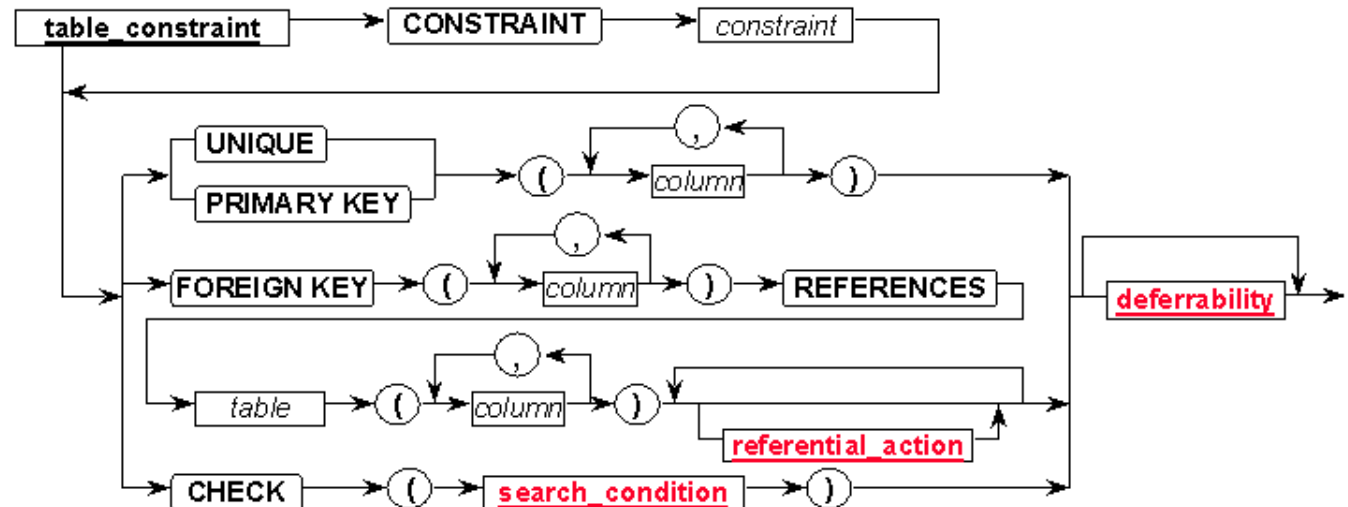 table_constraint CONSTRAINT constraint
,
UNIQUE
( column )
PRIMARY KEY
,
FOREIGN KEY ( column ) REFERENCES
deferrability
,
table ( column )
referential_action
CHECK ( search_condition )